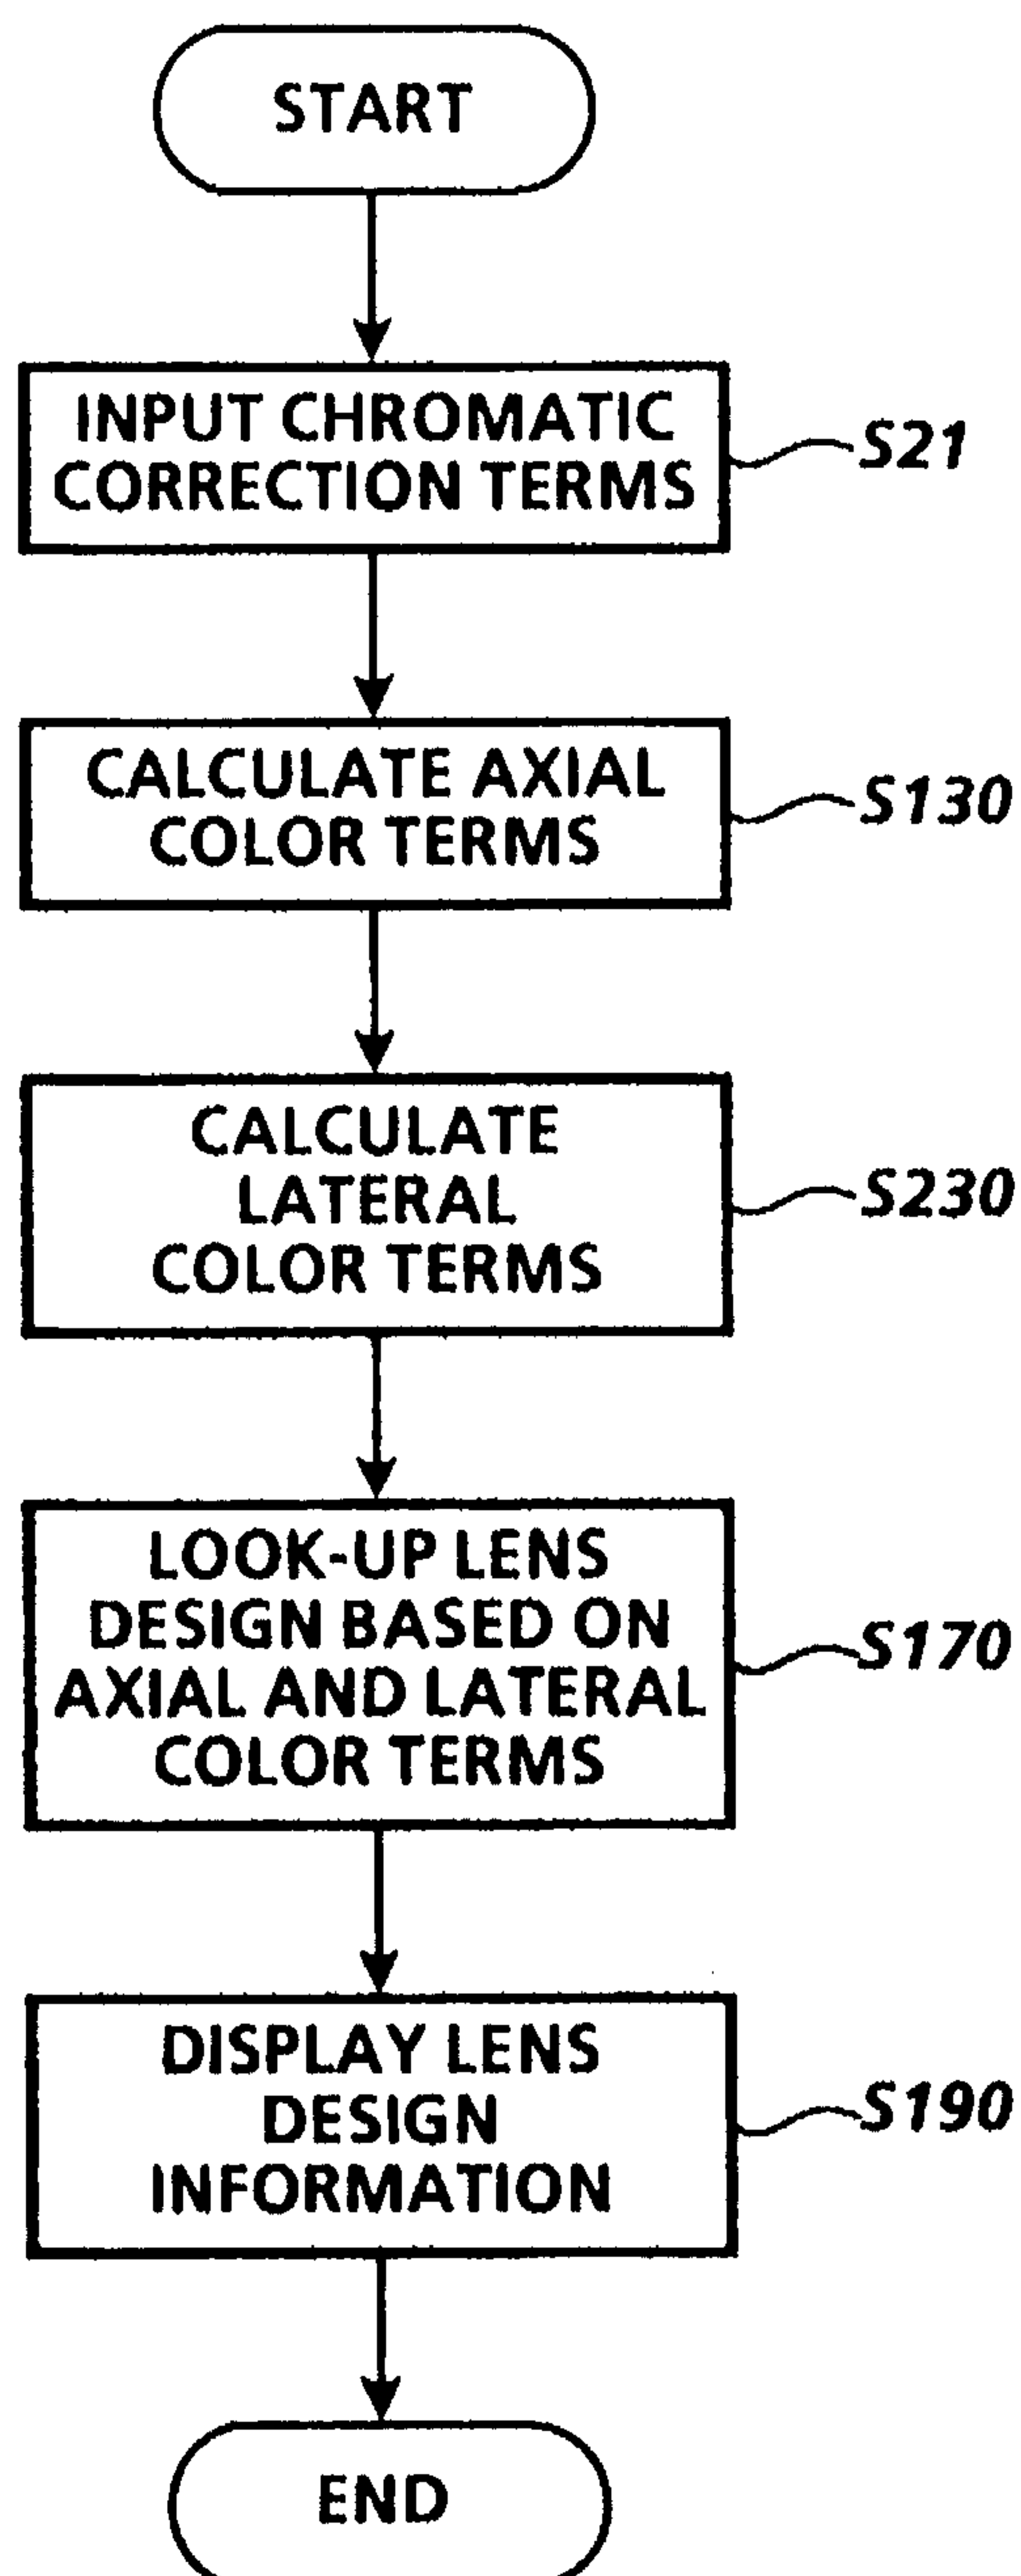 START
INPUT CHROMATIC
CORRECTION TERMS
S21
CALCULATE AXIAL
COLOR TERMS
S130
CALCULATE
LATERAL
COLOR TERMS
S230
LOOK-UP LENS
DESIGN BASED ON
AXIAL AND LATERAL
COLOR TERMS
S170
DISPLAY LENS
DESIGN
INFORMATION
S190
END